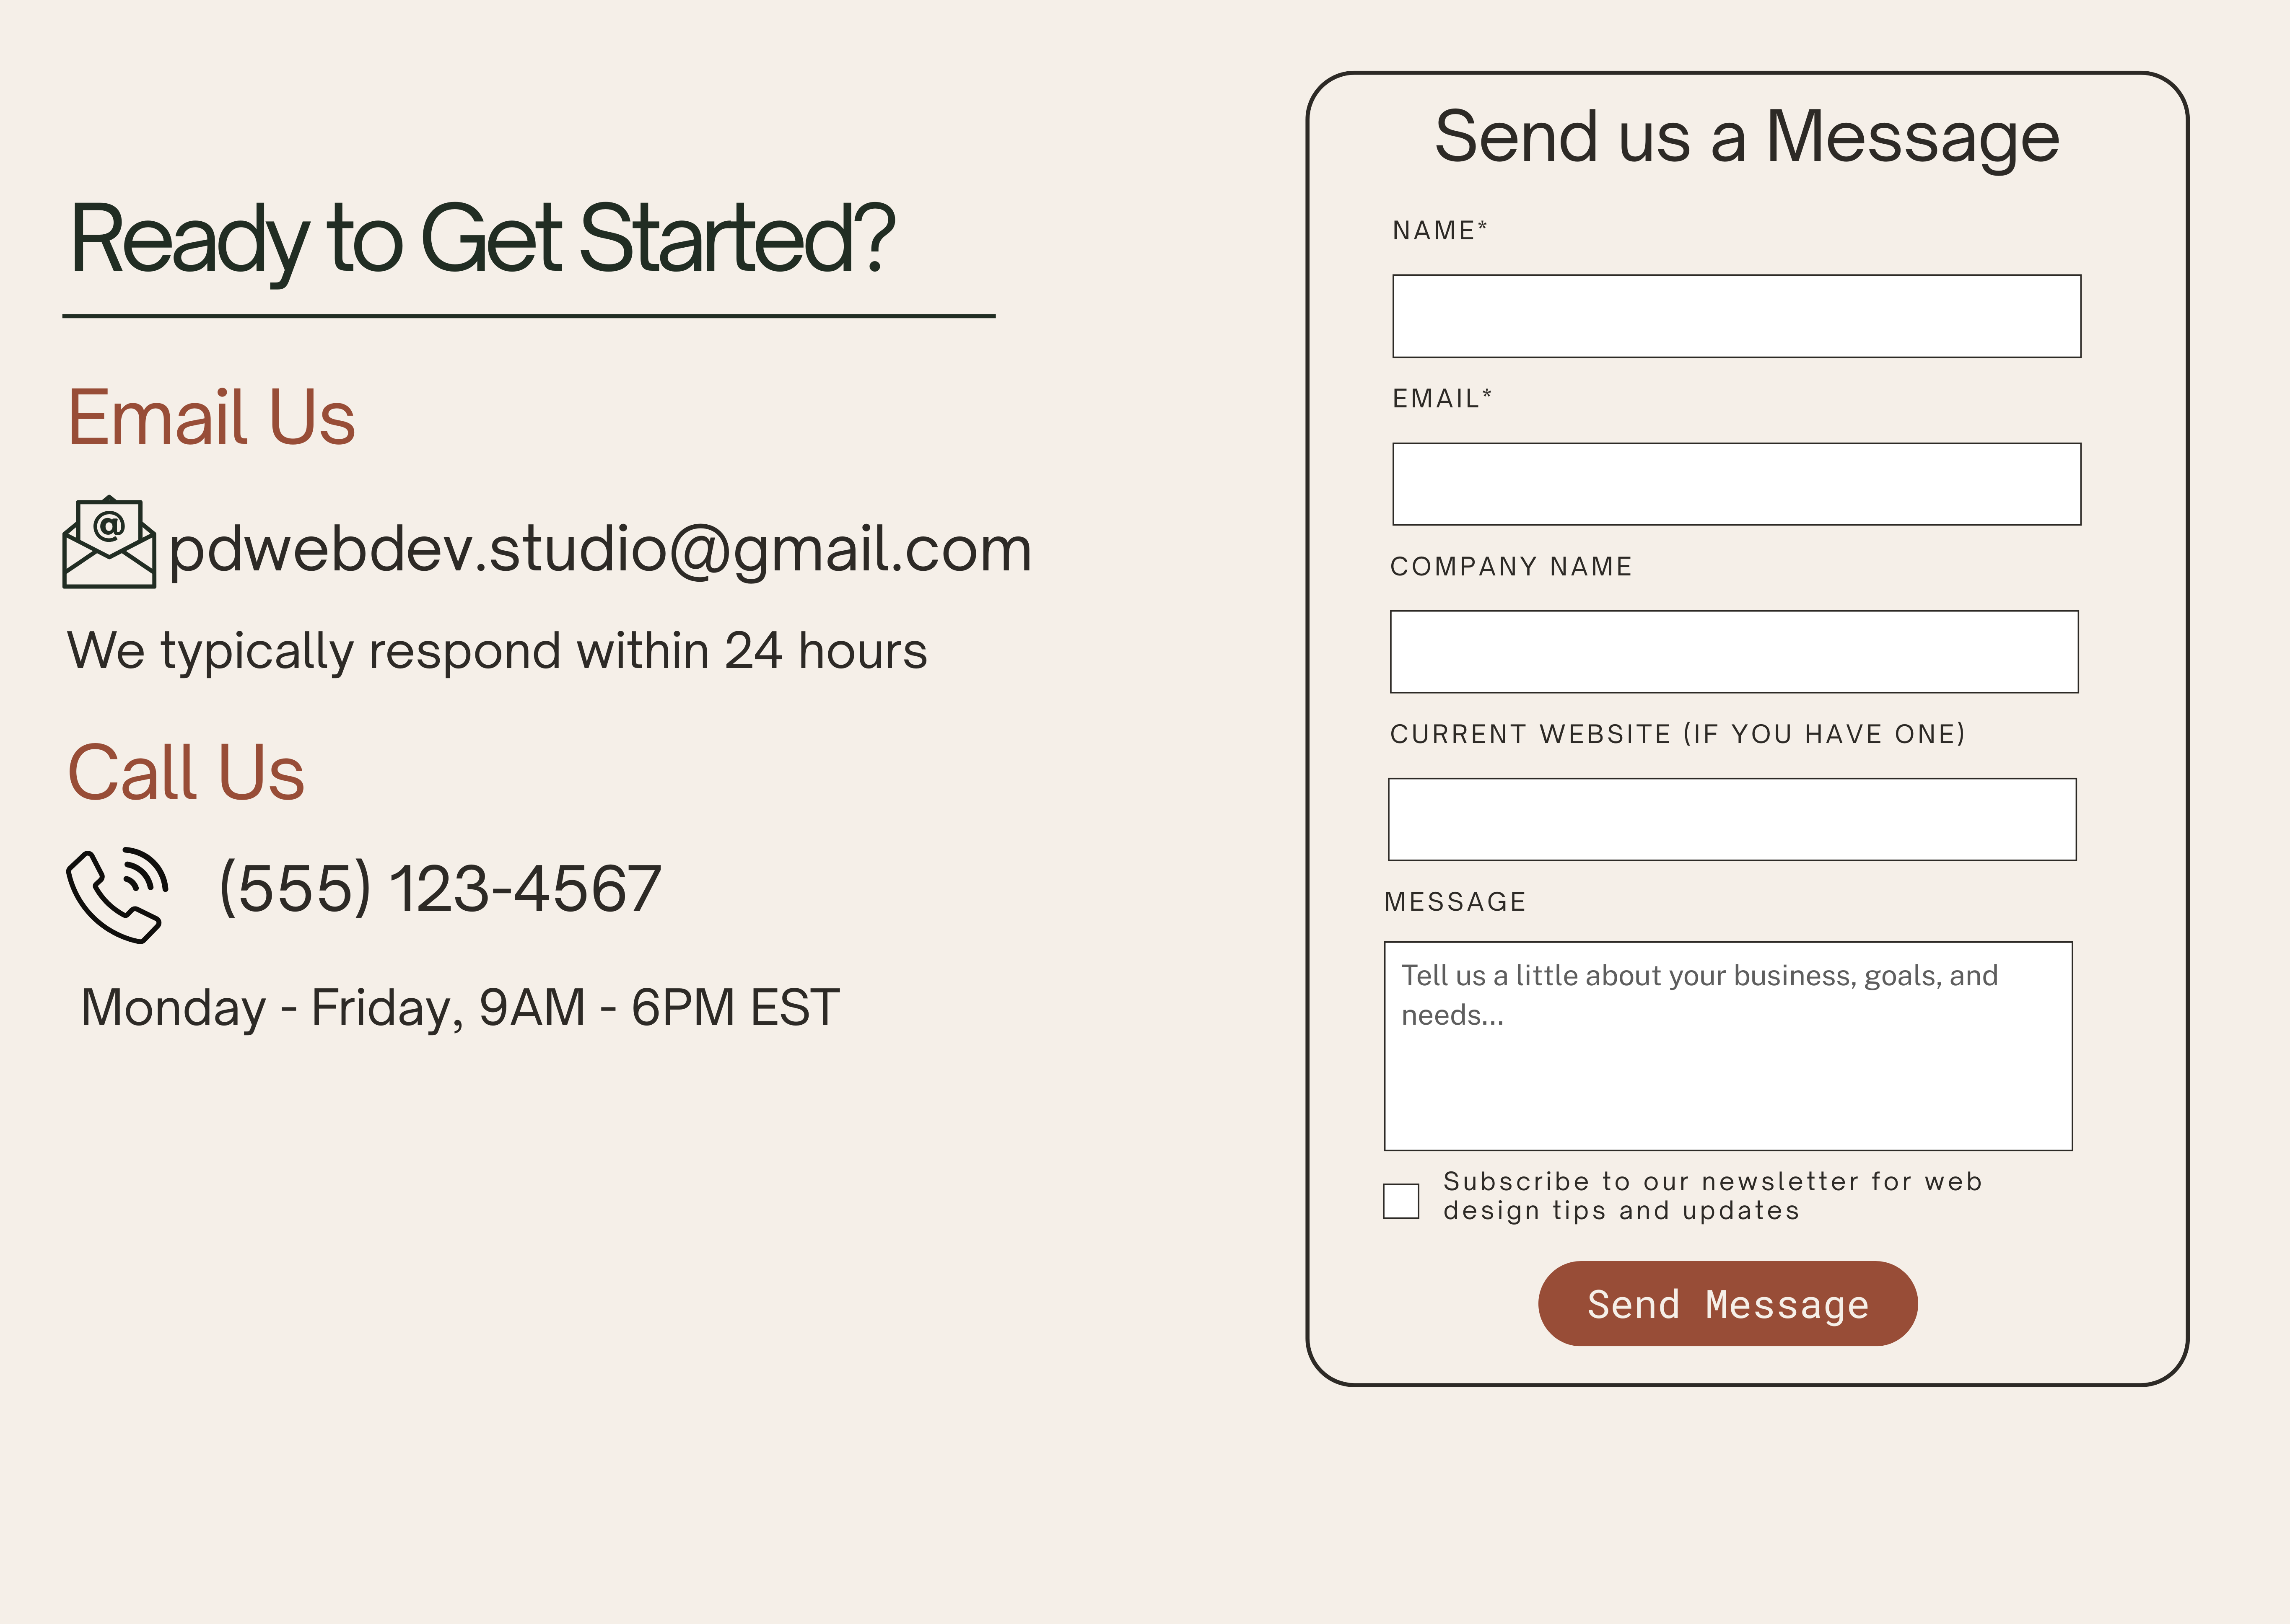 Ready to Get Started?
Email Us
@
pdwebdev.studio@gmail.com
We typically respond within 24 hours
Call Us
(555) 123-4567
Monday - Friday, 9AM - 6PM EST
Send us a Message
NAME*
EMAIL*
COMPANY NAME
CURRENT WEBSITE (IF YOU HAVE ONE)
MESSAGE
Tell us a little about your business, goals, and
needs...
Subscribe to our newsletter for web
design tips and updates
Send Message